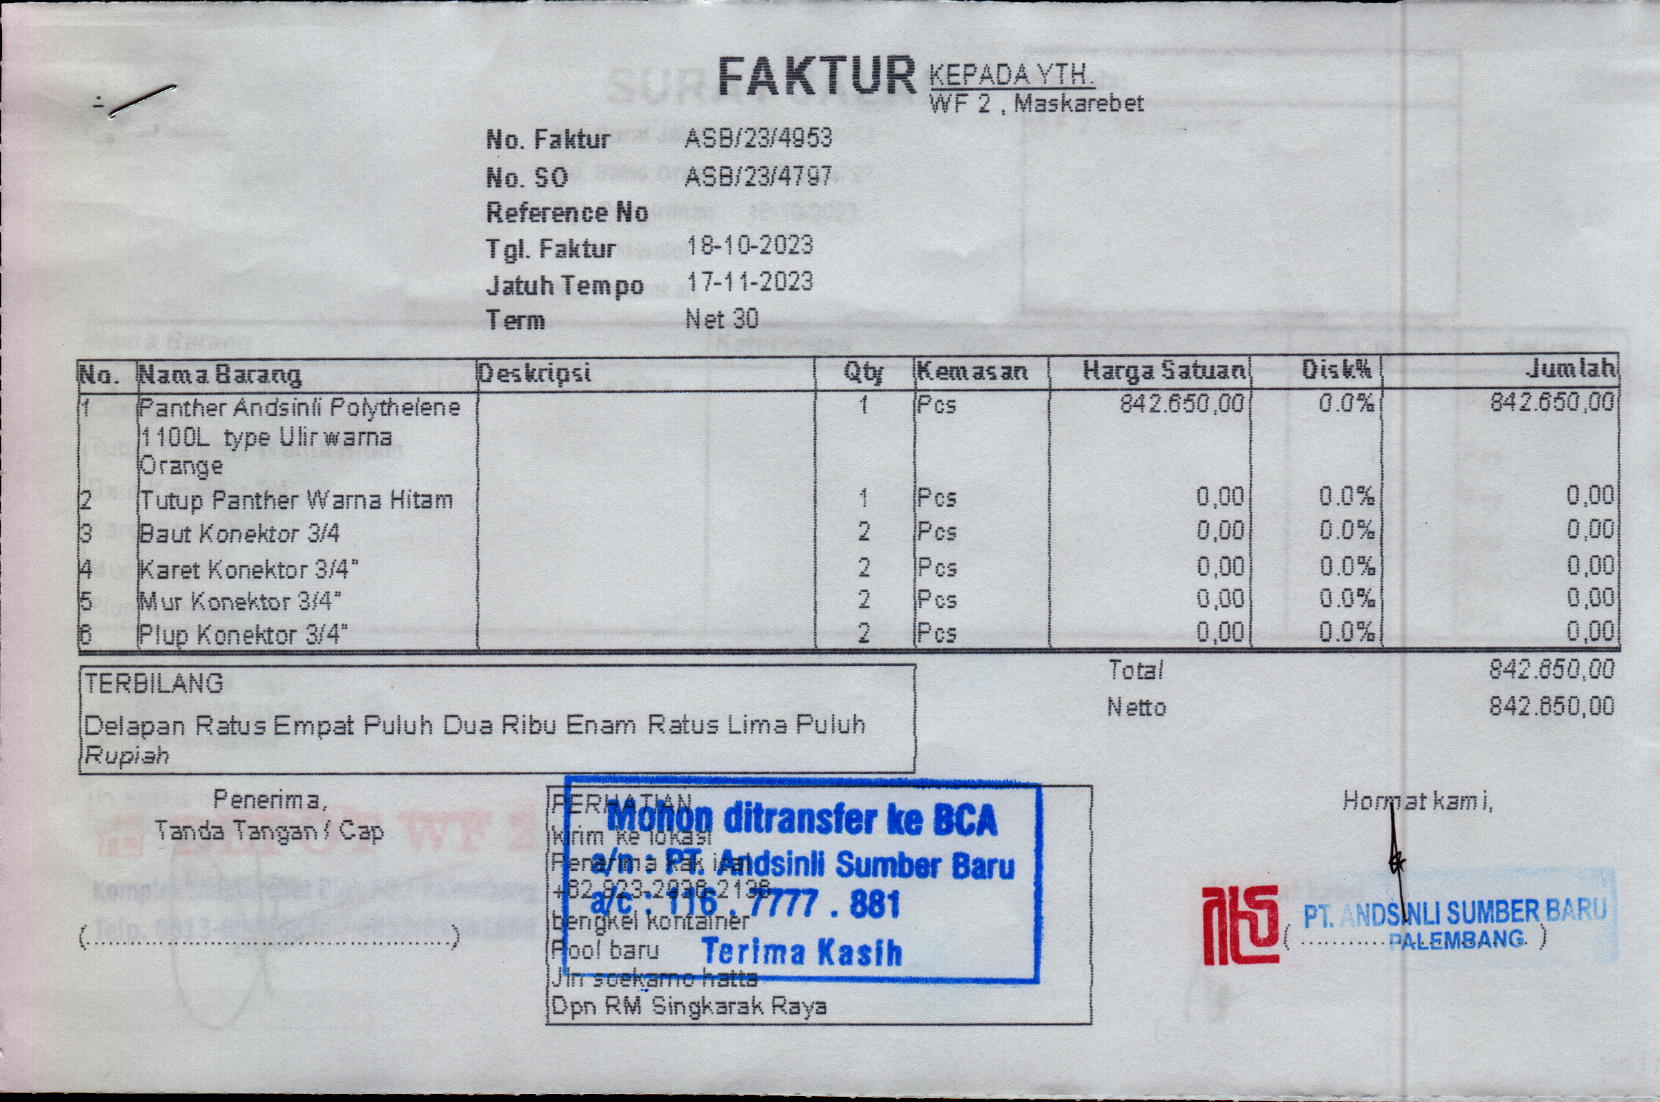 FAKTUR
KEPADA YTH.
WF 2 , Maskarebet
No. Faktur ASB/23/4953
No. SO ASB/23/4797
Reference No
Tgl. Faktur 18-10-2023
Jatuh Tempo 17-11-2023
Term Net 30
No. Nama Barang Deskripsi Qty Kemasan Harga Satuan Disk% Jumlah
1 Panther Andsinli Polythelene 1 Pcs 842.650,00 0.0% 842.650,00
1100L type Ulir warna
Orange
2 Tutup Panther Warna Hitam 1 Pcs 0,00 0.0% 0,00
3 Baut Konektor 3/4 2 Pcs 0,00 0.0% 0,00
4 Karet Konektor 3/4" 2 Pcs 0,00 0.0% 0,00
5 Mur Konektor 3/4" 2 Pcs 0,00 0.0% 0,00
6 Plup Konektor 3/4" 2 Pcs 0,00 0.0% 0,00
Total 842.650,00
Netto 842.650,00
TERBILANG
Delapan Ratus Empat Puluh Dua Ribu Enam Ratus Lima Puluh
Rupiah
Penerima,
Tanda Tangan / Cap
(........................................)
PERHATIAN
kirim ke lokasi
Penerima
bengkel kontainer
Pool baru
Jln soekarno hatta
Dpn RM Singkarak Raya
Mohon ditransfer ke BCA
a/n : PT. Andsinli Sumber Baru
a/c : 116 . 7777 . 881
Terima Kasih
Hormat kami,
PT. ANDSINLI SUMBER BARU
PALEMBANG